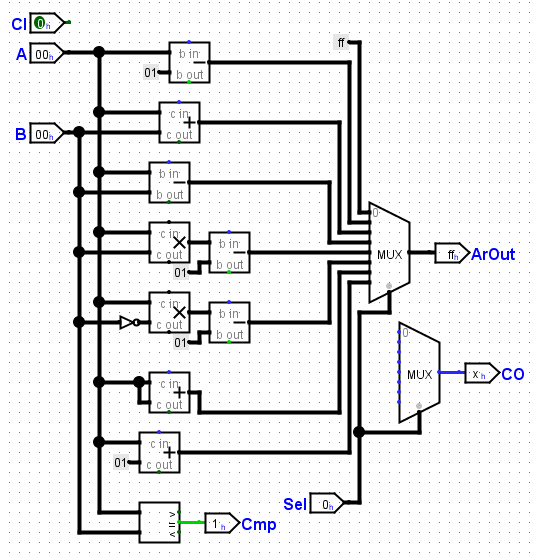 CI 0h
A 00h
b in
b out
01
ff
c in
c out
B 00h
b in
b out
0
c in
c out
b in
b out
01
MUX
ffh ArOut
c in
c out
b in
b out
01
0
MUX
xh CO
c in
c out
c in
c out
01
Sel 0h
>
=
<
1h Cmp